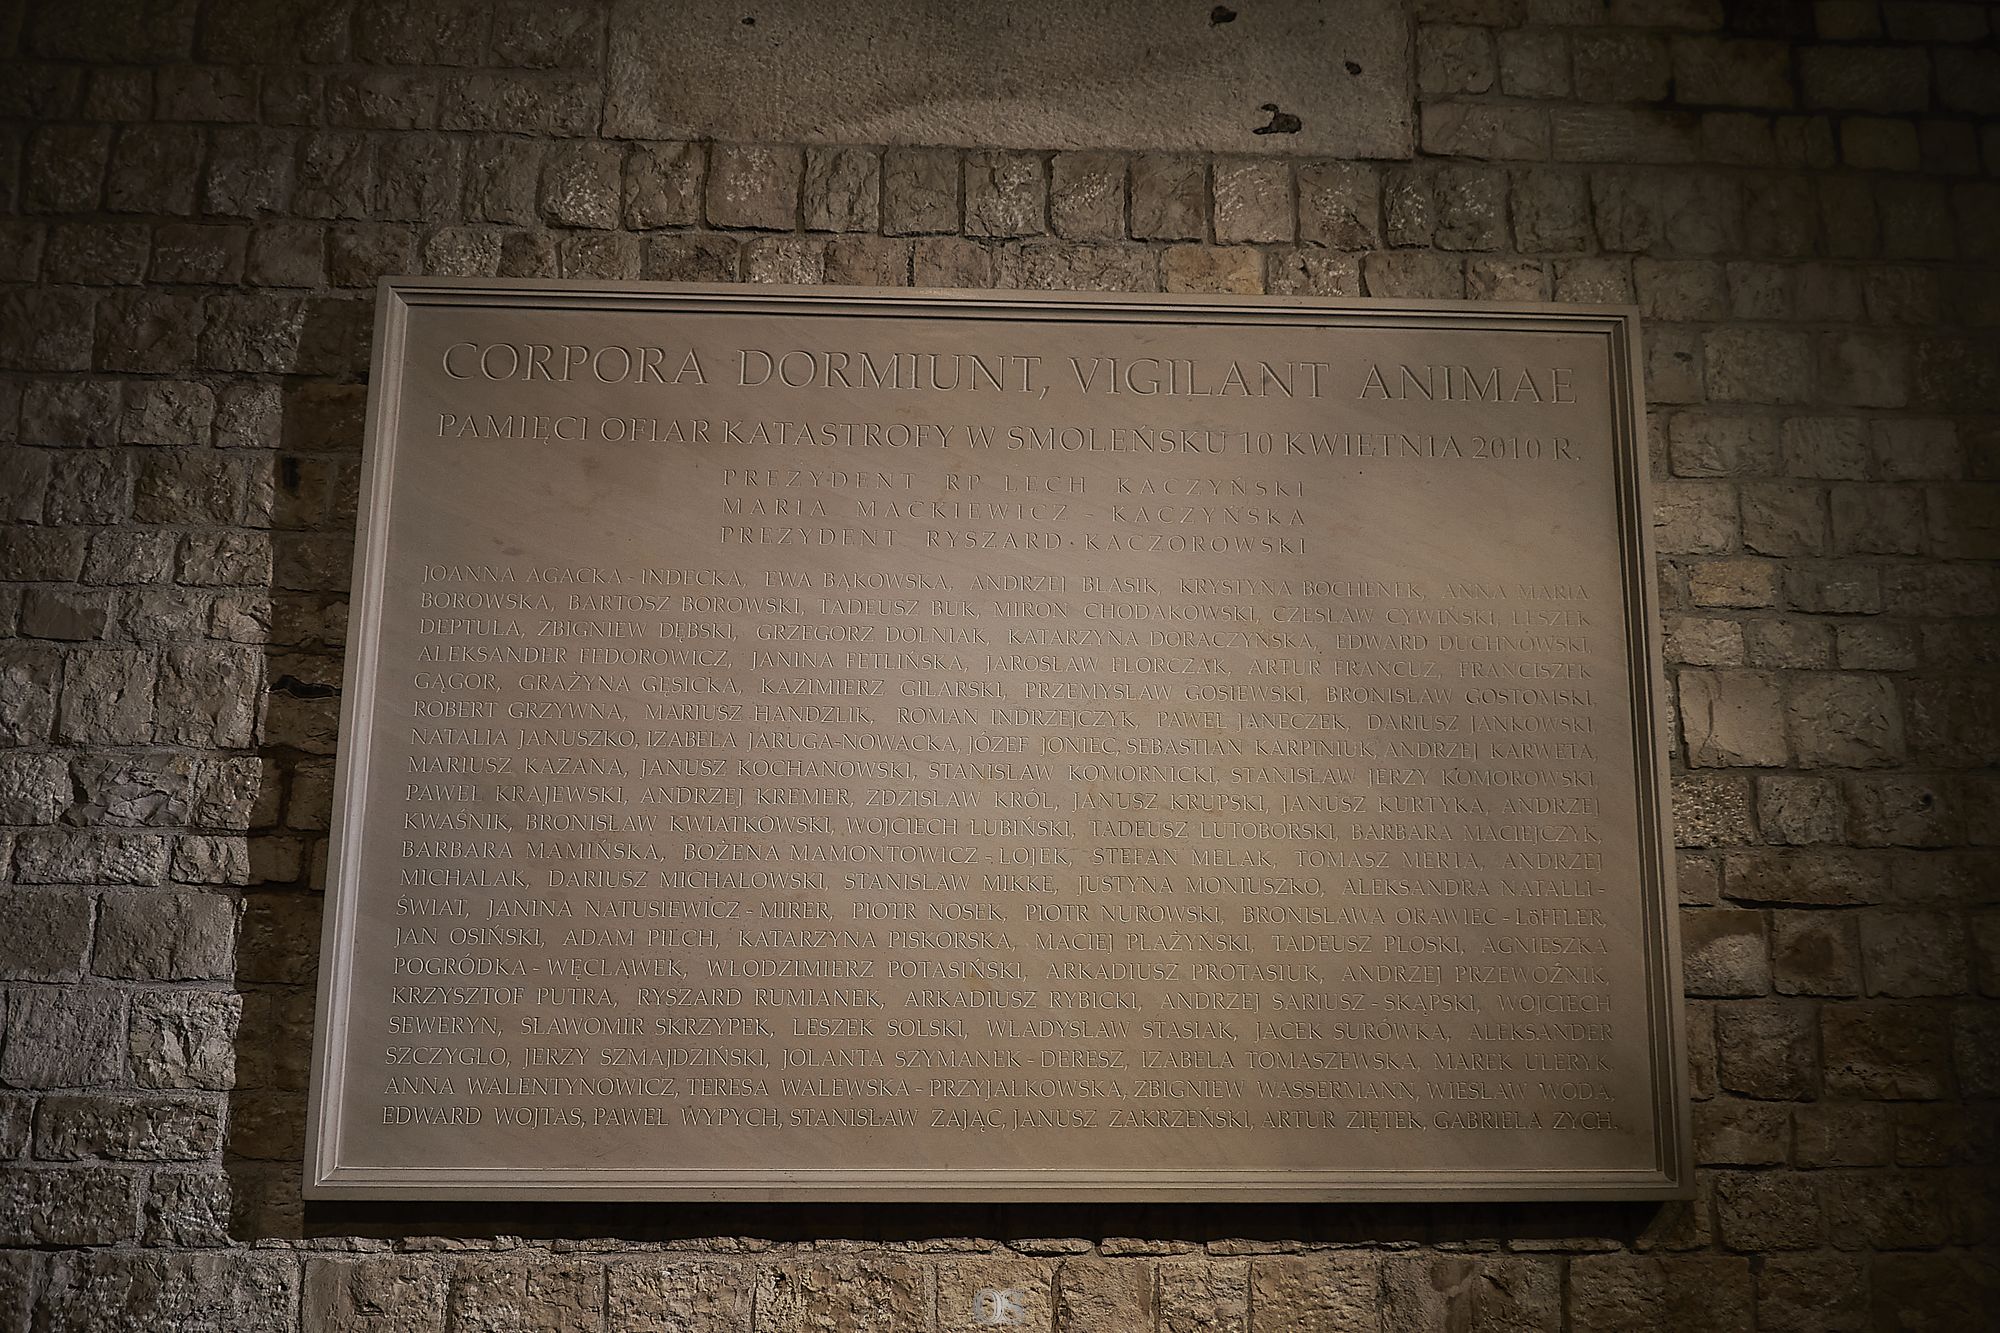 CORPORA DORMIUNT, VIGILANT ANIMAE
PAMIĘCI OFIAR KATASTROFY W SMOLEŃSKU 10 KWIETNIA 2010 R.
PREZYDENT RP LECH KACZYŃSKI
MARIA MACKIEWICZ - KACZYŃSKA
PREZYDENT RYSZARD KACZOROWSKI
JOANNA AGACKA - INDECKA, EWA BĄKOWSKA, ANDRZEJ BŁASIK, KRYSTYNA BOCHENEK, ANNA MARIA
BOROWSKA, BARTOSZ BOROWSKI, TADEUSZ BUK, MIRON CHODAKOWSKI, CZESŁAW CYWIŃSKI, LESZEK
DEPTUŁA, ZBIGNIEW DĘBSKI, GRZEGORZ DOLNIAK, KATARZYNA DORACZYŃSKA, EDWARD DUCHNOWSKI,
ALEKSANDER FEDOROWICZ, JANINA FETLIŃSKA, JAROSŁAW FLORCZAK, ARTUR FRANCUZ, FRANCISZEK
GĄGOR, GRAŻYNA GĘSICKA, KAZIMIERZ GILARSKI, PRZEMYSŁAW GOSIEWSKI, BRONISŁAW GOSTOMSKI,
ROBERT GRZYWNA, MARIUSZ HANDZLIK, ROMAN INDRZEJCZYK, PAWEŁ JANECZEK, DARIUSZ JANKOWSKI,
NATALIA JANUSZKO, IZABELA JARUGA-NOWACKA, JÓZEF JONIEC, SEBASTIAN KARPINIUK, ANDRZEJ KARWETA,
MARIUSZ KAZANA, JANUSZ KOCHANOWSKI, STANISŁAW KOMORNICKI, STANISŁAW JERZY KOMOROWSKI,
PAWEŁ KRAJEWSKI, ANDRZEJ KREMER, ZDZISŁAW KRÓL, JANUSZ KRUPSKI, JANUSZ KURTYKA, ANDRZEJ
KWAŚNIK, BRONISŁAW KWIATKOWSKI, WOJCIECH LUBIŃSKI, TADEUSZ LUTOBORSKI, BARBARA MACIEJCZYK,
BARBARA MAMIŃSKA, BOŻENA MAMONTOWICZ - ŁOJEK, STEFAN MELAK, TOMASZ MERTA, ANDRZEJ
MICHALAK, DARIUSZ MICHAŁOWSKI, STANISŁAW MIKKE, JUSTYNA MONIUSZKO, ALEKSANDRA NATALLI-
ŚWIAT, JANINA NATUSIEWICZ - MIRER, PIOTR NOSEK, PIOTR NUROWSKI, BRONISŁAWA ORAWIEC - LöFFLER,
JAN OSIŃSKI, ADAM PILCH, KATARZYNA PISKORSKA, MACIEJ PŁAŻYŃSKI, TADEUSZ PŁOSKI, AGNIESZKA
POGRÓDKA - WĘCŁAWEK, WŁODZIMIERZ POTASIŃSKI, ARKADIUSZ PROTASIUK, ANDRZEJ PRZEWOŹNIK,
KRZYSZTOF PUTRA, RYSZARD RUMIANEK, ARKADIUSZ RYBICKI, ANDRZEJ SARIUSZ - SKĄPSKI, WOJCIECH
SEWERYN, SŁAWOMIR SKRZYPEK, LESZEK SOLSKI, WŁADYSŁAW STASIAK, JACEK SURÓWKA, ALEKSANDER
SZCZYGŁO, JERZY SZMAJDZIŃSKI, JOLANTA SZYMANEK - DERESZ, IZABELA TOMASZEWSKA, MAREK ULERYK,
ANNA WALENTYNOWICZ, TERESA WALEWSKA - PRZYJAŁKOWSKA, ZBIGNIEW WASSERMANN, WIESŁAW WODA,
EDWARD WOJTAS, PAWEŁ WYPYCH, STANISŁAW ZAJĄC, JANUSZ ZAKRZEŃSKI, ARTUR ZIĘTEK, GABRIELA ZYCH.